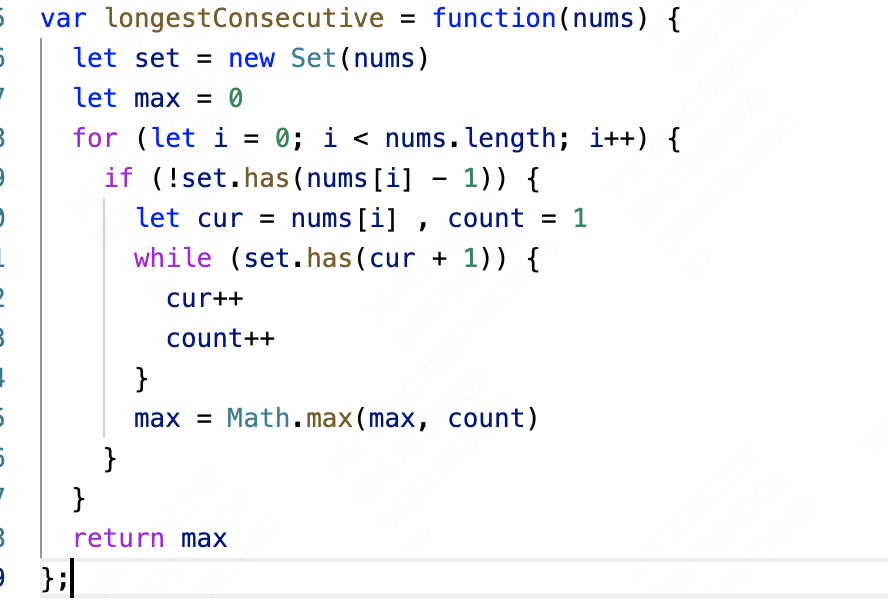 var longestConsecutive = function(nums) {
let set = new Set(nums)
let max = 0
for (let i = 0; i < nums.length; i++) {
if (!set.has(nums[i] - 1)) {
let cur = nums[i] , count = 1
while (set.has(cur + 1)) {
cur++
count++
}
max = Math.max(max, count)
}
}
return max
};